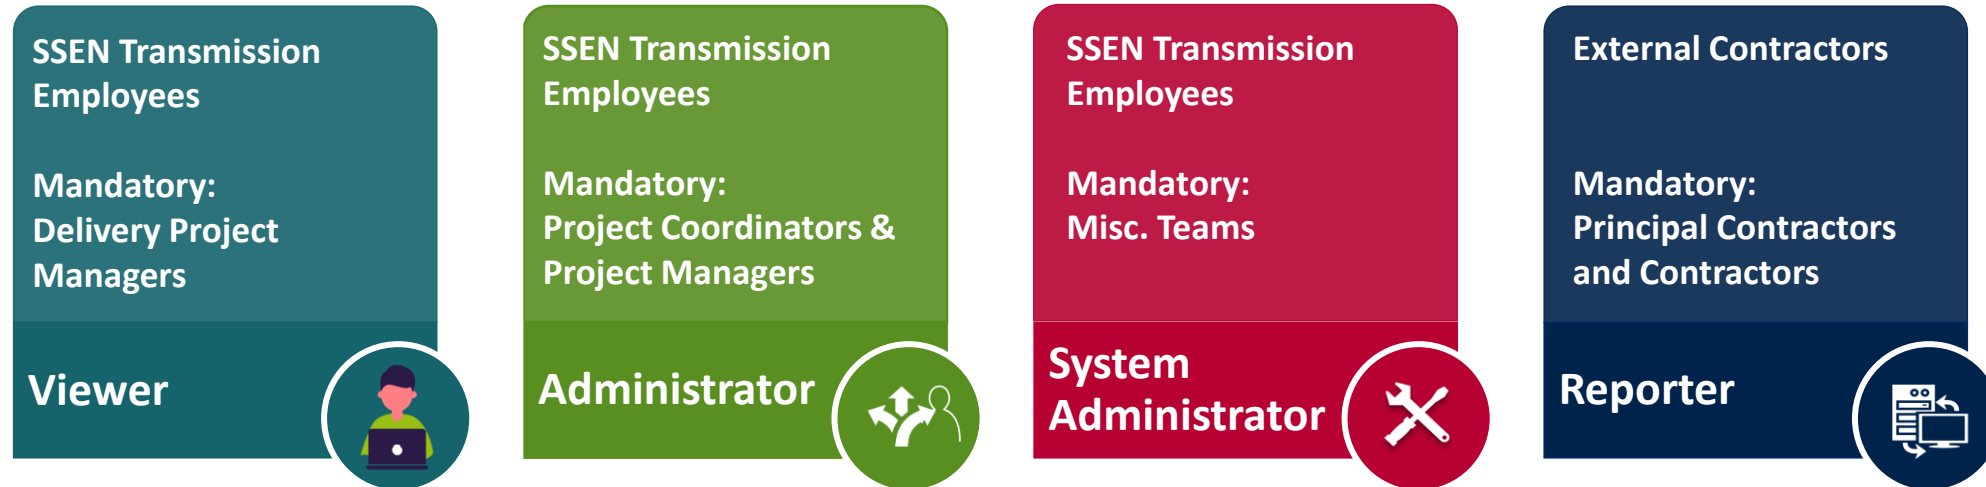 SSEN Transmission
Employees
Mandatory:
Delivery Project
Managers
Viewer
SSEN Transmission
Employees
Mandatory:
Project Coordinators &
Project Managers
Administrator
SSEN Transmission
Employees
Mandatory:
Misc. Teams
System
Administrator
External Contractors
Mandatory:
Principal Contractors
and Contractors
Reporter